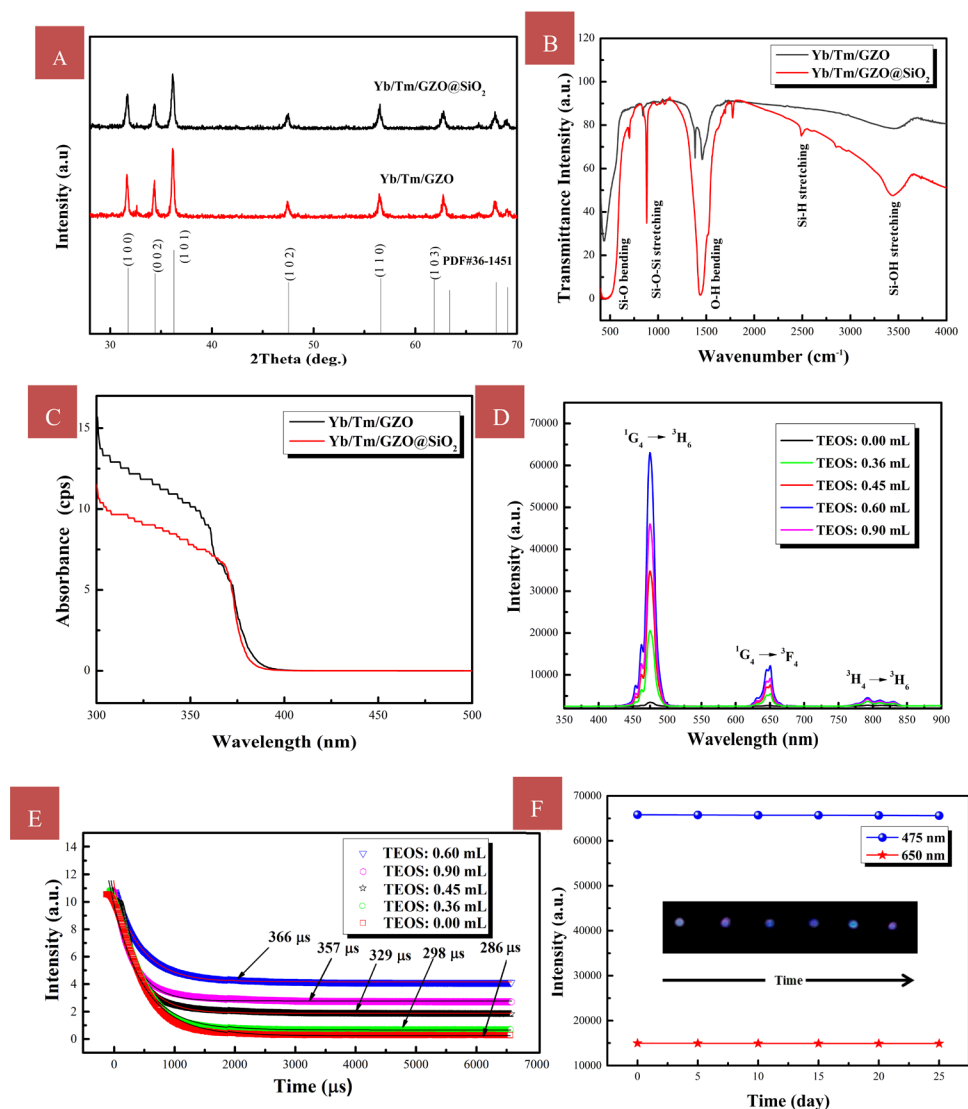 A
Yb/Tm/GZO@SiO₂
Yb/Tm/GZO
Intensity (a.u)
(1 0 0)
(0 0 2)
(1 0 1)
(1 0 2)
(1 1 0)
(1 0 3)
PDF#36-1451
30 40 50 60 70
2Theta (deg.)
B
Yb/Tm/GZO
Yb/Tm/GZO@SiO₂
Transmittance Intensity (a.u.)
120
100
80
60
40
20
0
Si-O bending
Si-O-Si stretching
O-H bending
Si-H stretching
Si-OH stretching
500 1000 1500 2000 2500 3000 3500 4000
Wavenumber (cm⁻¹)
C
Yb/Tm/GZO
Yb/Tm/GZO@SiO₂
Absorbance (cps)
15
10
5
0
300 350 400 450 500
Wavelength (nm)
D
Intensity (a.u.)
70000
60000
50000
40000
30000
20000
10000
¹G₄ → ³H₆
¹G₄ → ³F₄
³H₄ → ³H₆
TEOS: 0.00 mL
TEOS: 0.36 mL
TEOS: 0.45 mL
TEOS: 0.60 mL
TEOS: 0.90 mL
350 400 450 500 550 600 650 700 750 800 850 900
Wavelength (nm)
E
Intensity (a.u.)
14
12
10
8
6
4
2
0
TEOS: 0.60 mL
TEOS: 0.90 mL
TEOS: 0.45 mL
TEOS: 0.36 mL
TEOS: 0.00 mL
366 μs
357 μs
329 μs
298 μs
286 μs
0 1000 2000 3000 4000 5000 6000 7000
Time (μs)
F
Intensity (a.u.)
70000
60000
50000
40000
30000
20000
10000
475 nm
650 nm
Time
0 5 10 15 20 25
Time (day)